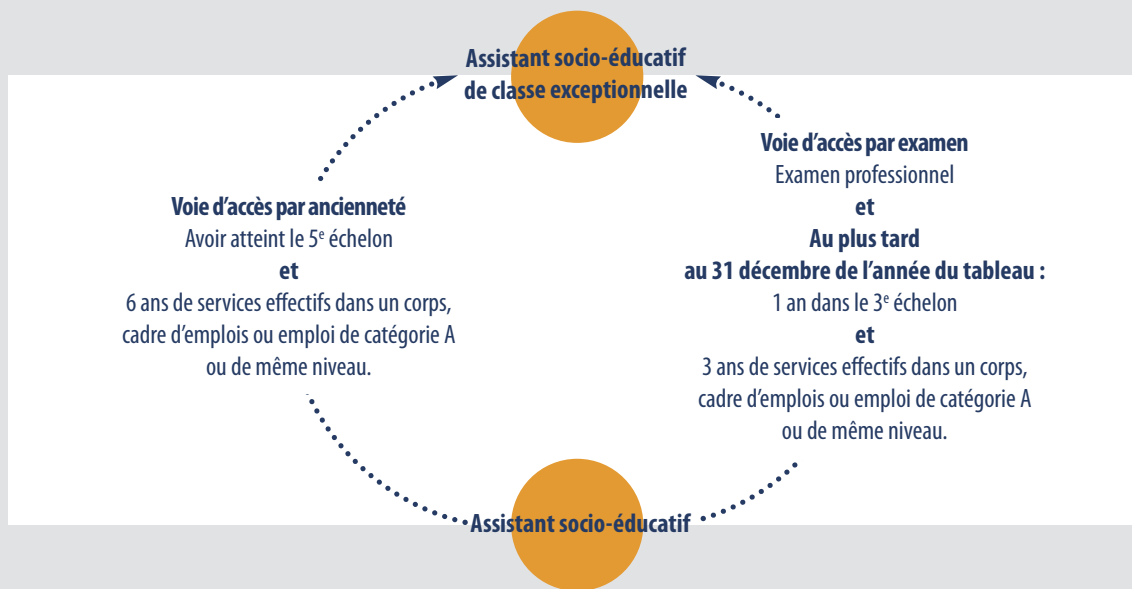 Assistant socio-éducatif
de classe exceptionnelle
Voie d'accès par ancienneté
Avoir atteint le 5e échelon
et
6 ans de services effectifs dans un corps,
cadre d'emplois ou emploi de catégorie A
ou de même niveau.
Voie d'accès par examen
Examen professionnel
et
Au plus tard
au 31 décembre de l'année du tableau :
1 an dans le 3e échelon
et
3 ans de services effectifs dans un corps,
cadre d'emplois ou emploi de catégorie A
ou de même niveau.
Assistant socio-éducatif